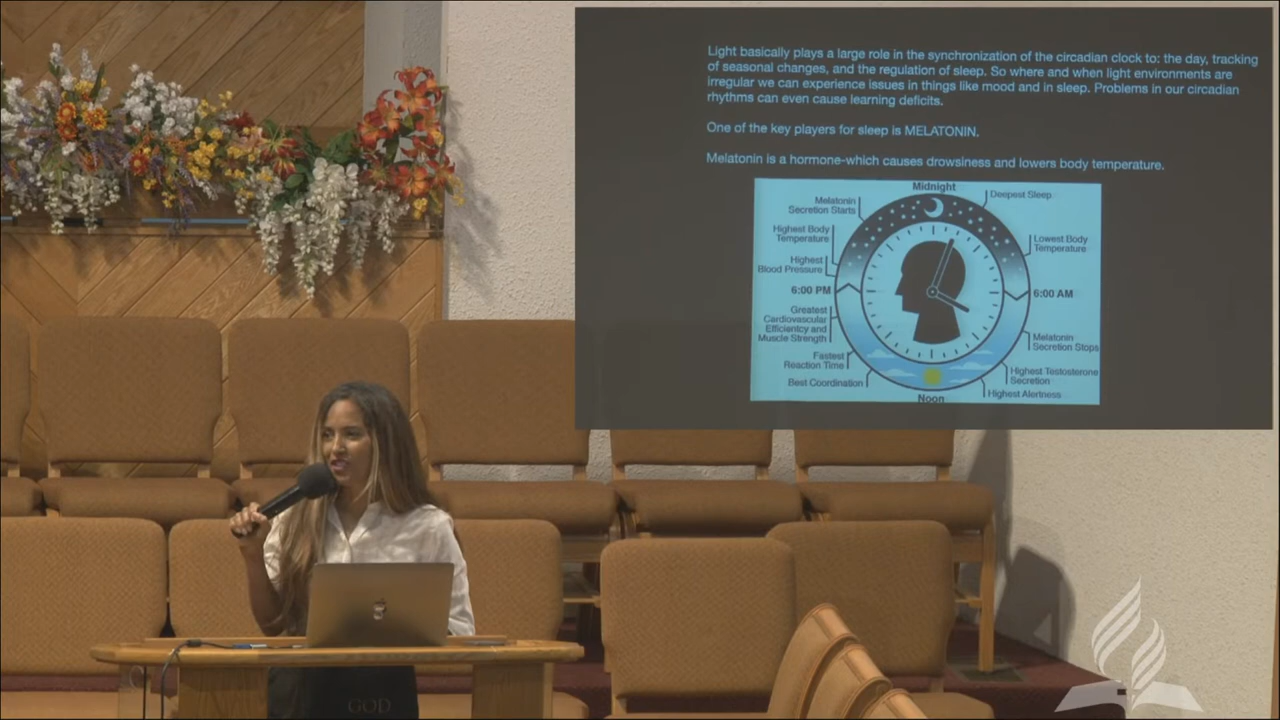 Light basically plays a large role in the synchronization of the circadian clock to: the day, tracking
of seasonal changes, and the regulation of sleep. So where and when light environments are
irregular we can experience issues in things like mood and in sleep. Problems in our circadian
rhythms can even cause learning deficits.
One of the key players for sleep is MELATONIN.
Melatonin is a hormone-which causes drowsiness and lowers body temperature.
Midnight
Deepest Sleep
Melatonin
Secretion Starts
Highest Body
Temperature
Lowest Body
Temperature
Highest
Blood Pressure
6:00 PM
6:00 AM
Greatest
Cardiovascular
Efficientcy and
Muscle Strength
Melatonin
Secretion Stops
Fastest
Reaction Time
Highest Testosterone
Secretion
Best Coordination
Highest Alertness
Noon
GOD